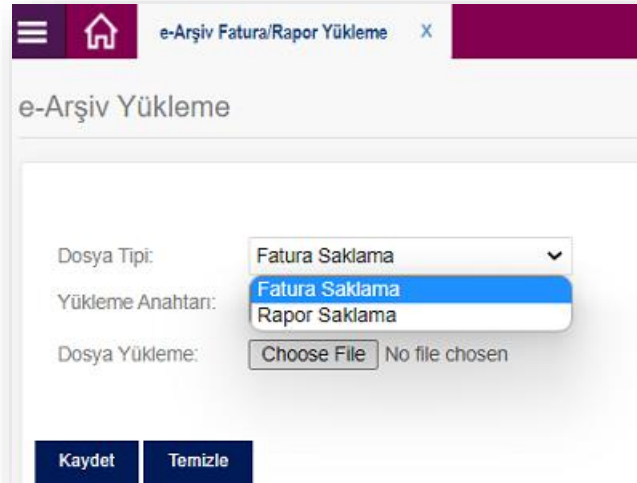 e-Arşiv Fatura/Rapor Yükleme X
e-Arşiv Yükleme
Dosya Tipi: Fatura Saklama
Fatura Saklama
Yükleme Anahtarı:
Rapor Saklama
Dosya Yükleme: Choose File No file chosen
Kaydet Temizle